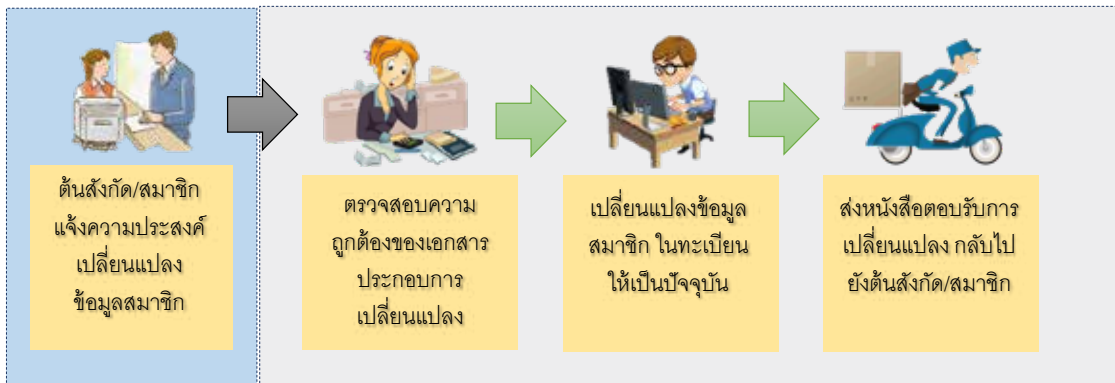 ต้นสังกัด/สมาชิก
แจ้งความประสงค์
เปลี่ยนแปลง
ข้อมูลสมาชิก
ตรวจสอบความ
ถูกต้องของเอกสาร
ประกอบการ
เปลี่ยนแปลง
เปลี่ยนแปลงข้อมูล
สมาชิก ในทะเบียน
ให้เป็นปัจจุบัน
ส่งหนังสือตอบรับการ
เปลี่ยนแปลง กลับไป
ยังต้นสังกัด/สมาชิก